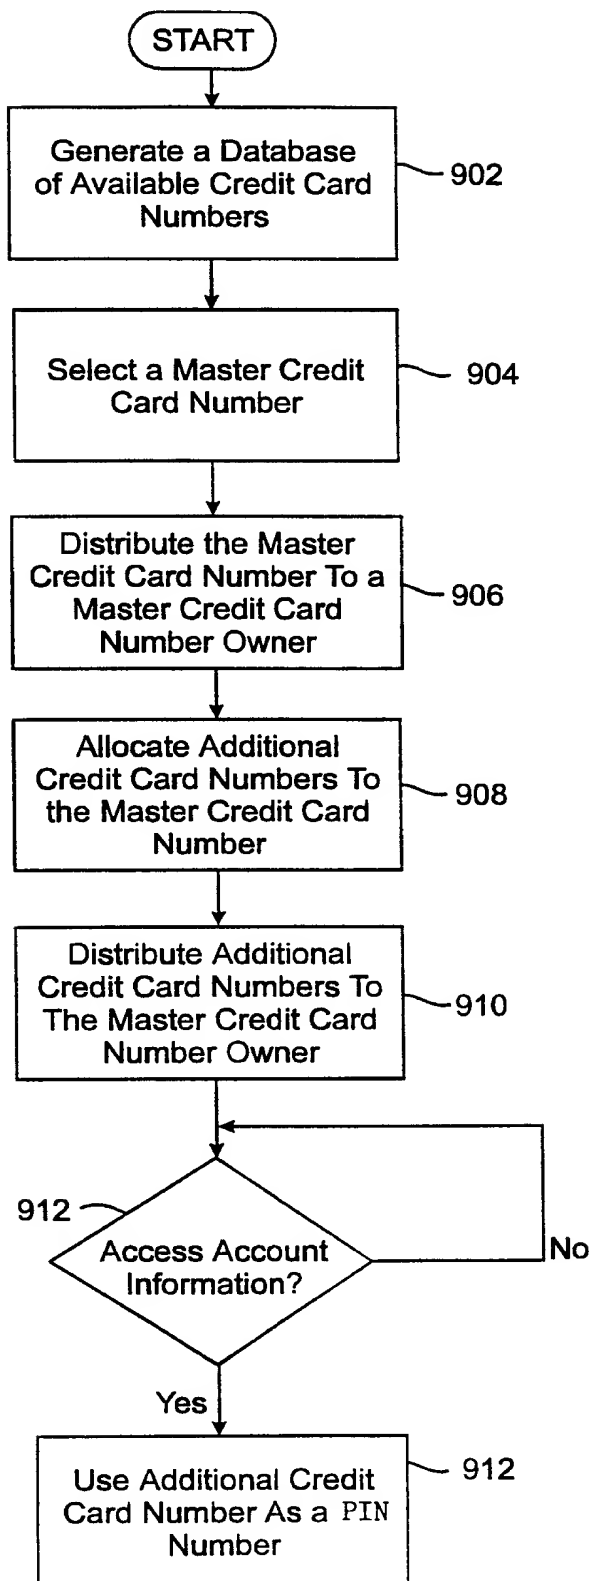 START
Generate a Database
of Available Credit Card
Numbers
902
Select a Master Credit
Card Number
904
Distribute the Master
Credit Card Number To a
Master Credit Card
Number Owner
906
Allocate Additional
Credit Card Numbers To
the Master Credit Card
Number
908
Distribute Additional
Credit Card Numbers To
The Master Credit Card
Number Owner
910
912
Access Account
Information?
No
Yes
Use Additional Credit
Card Number As a PIN
Number
912